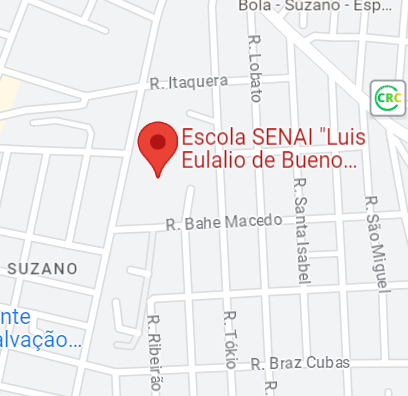 Bola - Suzano - Esp...
R. Lobato
R. Itaquera
CRC
Escola SENAI "Luis
Eulalio de Bueno...
R. Santa Isabel
R. São Miguel
R. Bahe Macedo
SUZANO
nte
alvação...
R. Ribeirão
R. Tókio
R. Braz Cubas
R.